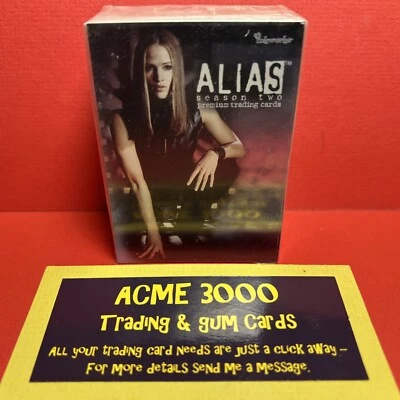 Inkworks
ALIAS™
season two
premium trading cards
ACME 3000
Trading & Gum Cards
All your trading card needs are just a click away –
For more details send me a message.